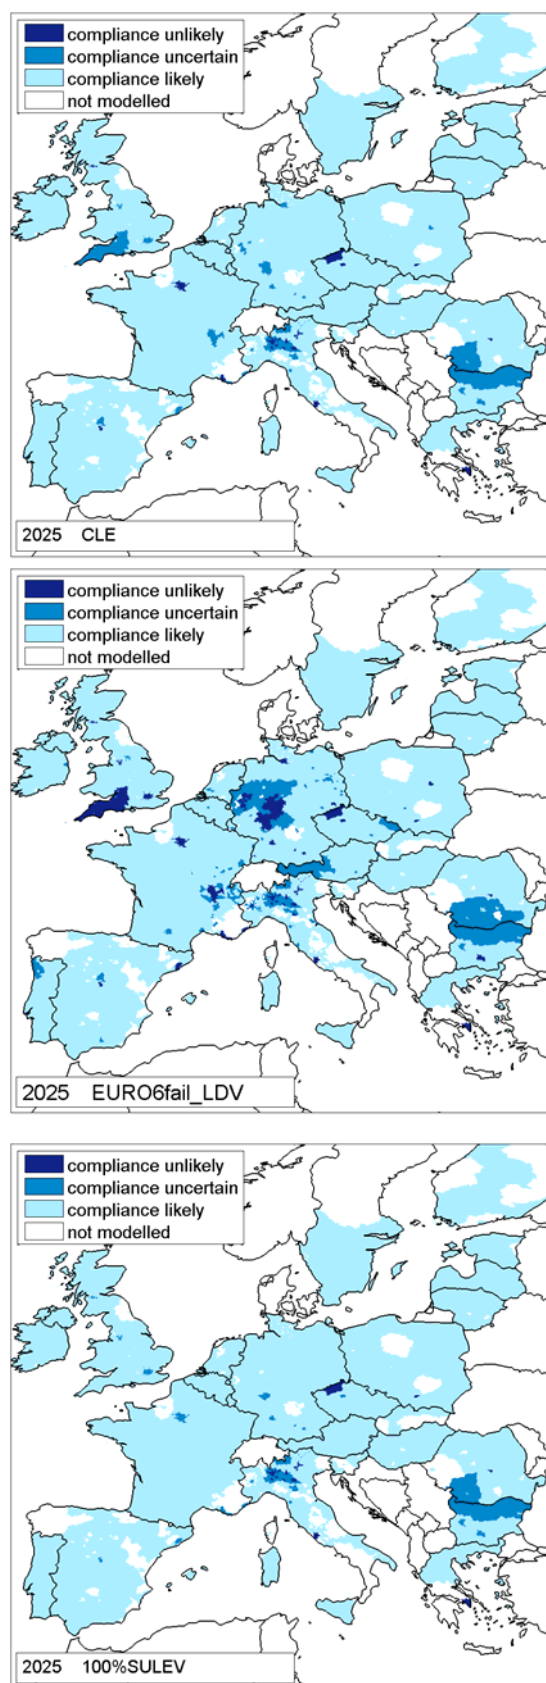 compliance unlikely
compliance uncertain
compliance likely
not modelled
2025 CLE
compliance unlikely
compliance uncertain
compliance likely
not modelled
2025 EURO6fail_LDV
compliance unlikely
compliance uncertain
compliance likely
not modelled
2025 100%SULEV